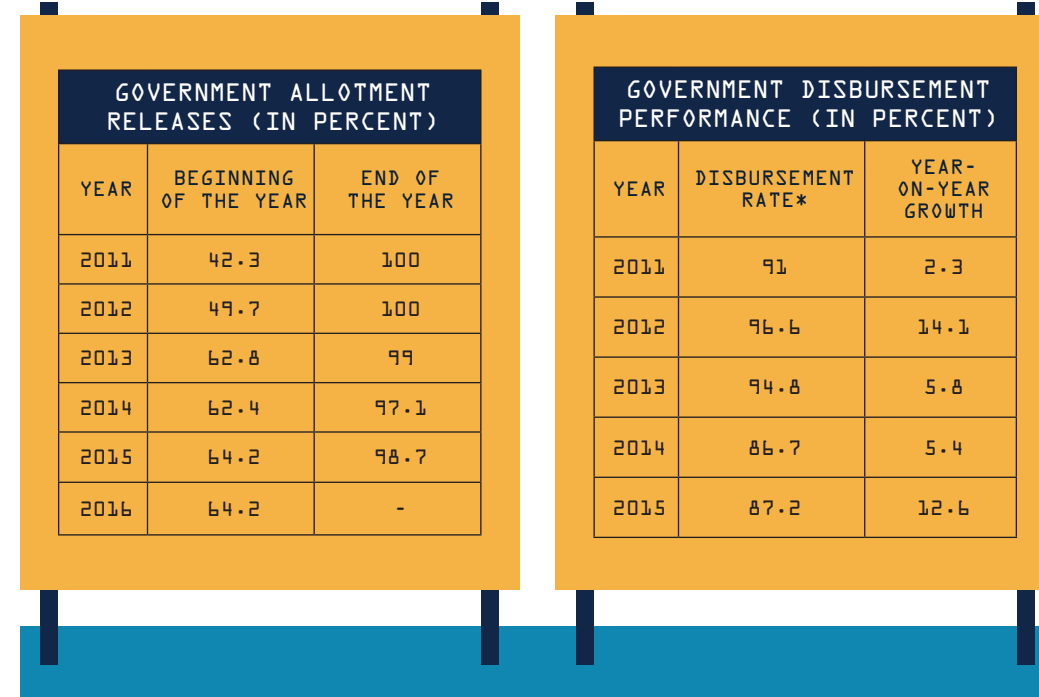 GOVERNMENT ALLOTMENT
RELEASES (IN PERCENT)
YEAR BEGINNING OF THE YEAR END OF THE YEAR
2011 42.3 100
2012 49.7 100
2013 62.8 99
2014 62.4 97.1
2015 64.2 98.7
2016 64.2 -
GOVERNMENT DISBURSEMENT
PERFORMANCE (IN PERCENT)
YEAR DISBURSEMENT RATE* YEAR-ON-YEAR GROWTH
2011 91 2.3
2012 96.6 14.1
2013 94.8 5.8
2014 86.7 5.4
2015 87.2 12.6